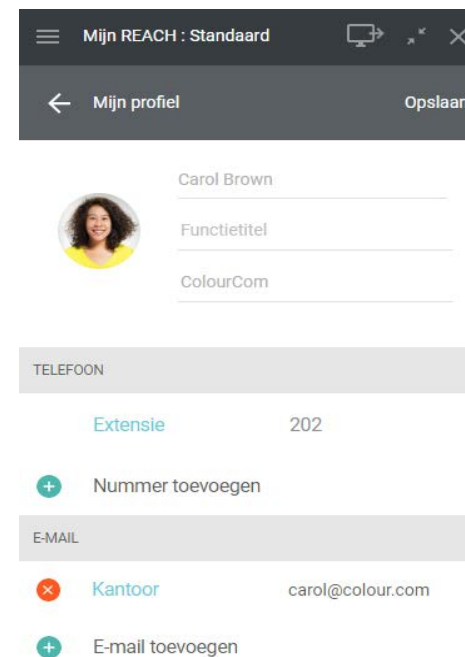 Mijn REACH : Standaard
Mijn profiel Opslaan
Carol Brown
Functietitel
ColourCom
TELEFOON
Extensie 202
Nummer toevoegen
E-MAIL
Kantoor carol@colour.com
E-mail toevoegen